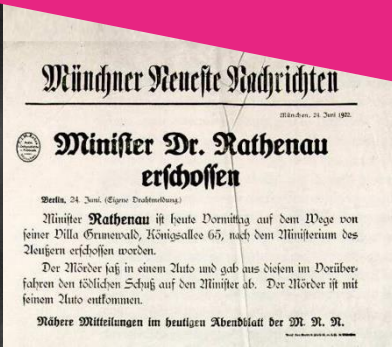 Münchner Neueste Nachrichten
München, 24. Juni 1922.
Minister Dr. Rathenau
erschossen
Berlin, 24. Juni. (Eigene Drahtmeldung.)
Minister Rathenau ist heute Vormittag auf dem Wege von
seiner Villa Grunewald, Königsallee 65, nach dem Ministerium des
Aeußern erschossen worden.
Der Mörder saß in einem Auto und gab aus diesem im Vorüber-
fahren den tödlichen Schuß auf den Minister ab. Der Mörder ist mit
seinem Auto entkommen.
Nähere Mitteilungen im heutigen Abendblatt der M. N. N.